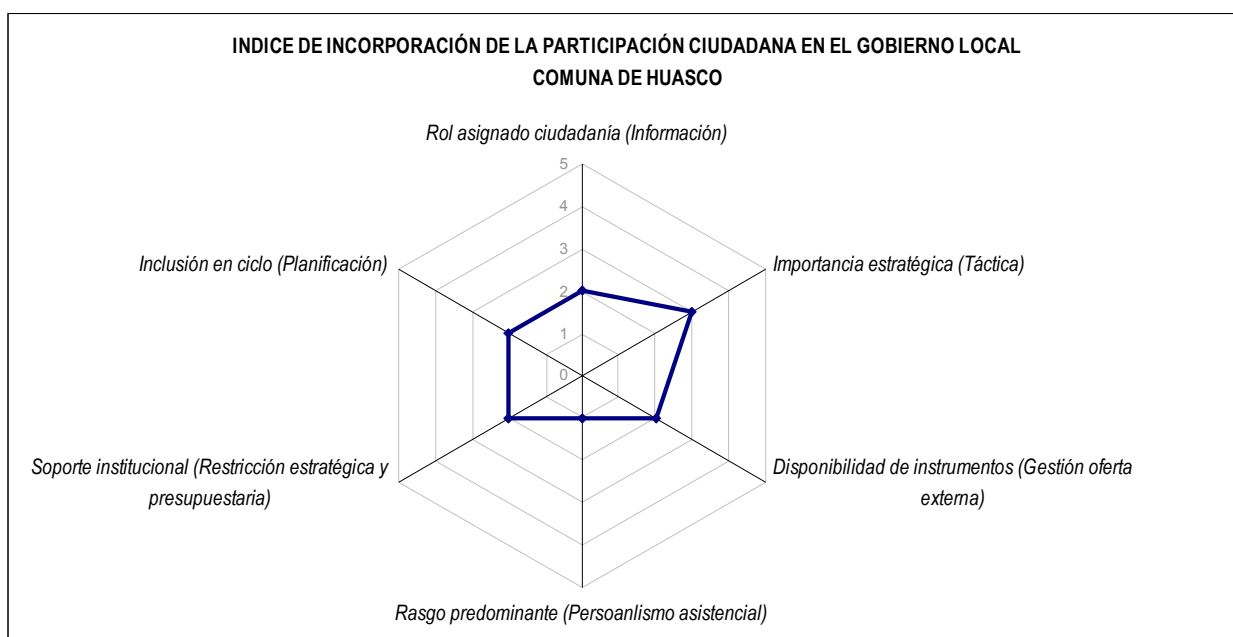 INDICE DE INCORPORACIÓN DE LA PARTICIPACIÓN CIUDADANA EN EL GOBIERNO LOCAL
COMUNA DE HUASCO
Rol asignado ciudadanía (Información)
5
4
3
2
1
0
Inclusión en ciclo (Planificación)
Importancia estratégica (Táctica)
Soporte institucional (Restricción estratégica y
presupuestaria)
Disponibilidad de instrumentos (Gestión oferta
externa)
Rasgo predominante (Persoanlismo asistencial)